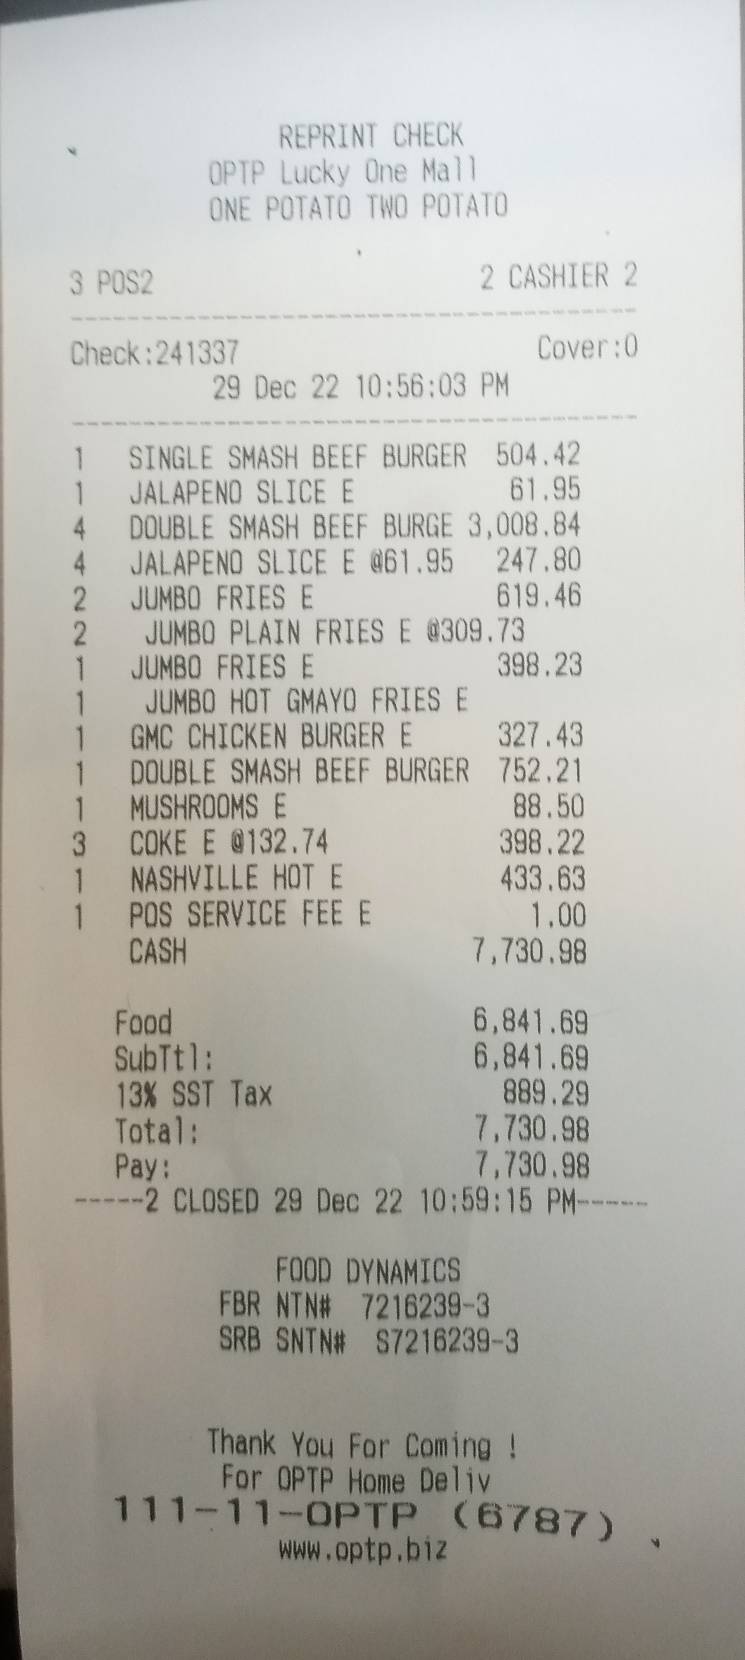 REPRINT CHECK
OPTP Lucky One Mall
ONE POTATO TWO POTATO
3 POS2 2 CASHIER 2
--------------------------------
Check:241337 Cover:0
29 Dec 22 10:56:03 PM
--------------------------------
1 SINGLE SMASH BEEF BURGER 504.42
1 JALAPENO SLICE E 61.95
4 DOUBLE SMASH BEEF BURGE 3,008.84
4 JALAPENO SLICE E @61.95 247.80
2 JUMBO FRIES E 619.46
2 JUMBO PLAIN FRIES E @309.73
1 JUMBO FRIES E 398.23
1 JUMBO HOT GMAYO FRIES E
1 GMC CHICKEN BURGER E 327.43
1 DOUBLE SMASH BEEF BURGER 752.21
1 MUSHROOMS E 88.50
3 COKE E @132.74 398.22
1 NASHVILLE HOT E 433.63
1 POS SERVICE FEE E 1.00
CASH 7,730.98
Food 6,841.69
SubTtl: 6,841.69
13% SST Tax 889.29
Total: 7,730.98
Pay: 7,730.98
-----2 CLOSED 29 Dec 22 10:59:15 PM-----
FOOD DYNAMICS
FBR NTN# 7216239-3
SRB SNTN# S7216239-3
Thank You For Coming !
For OPTP Home Deliv
111-11-OPTP (6787)
www.optp.biz